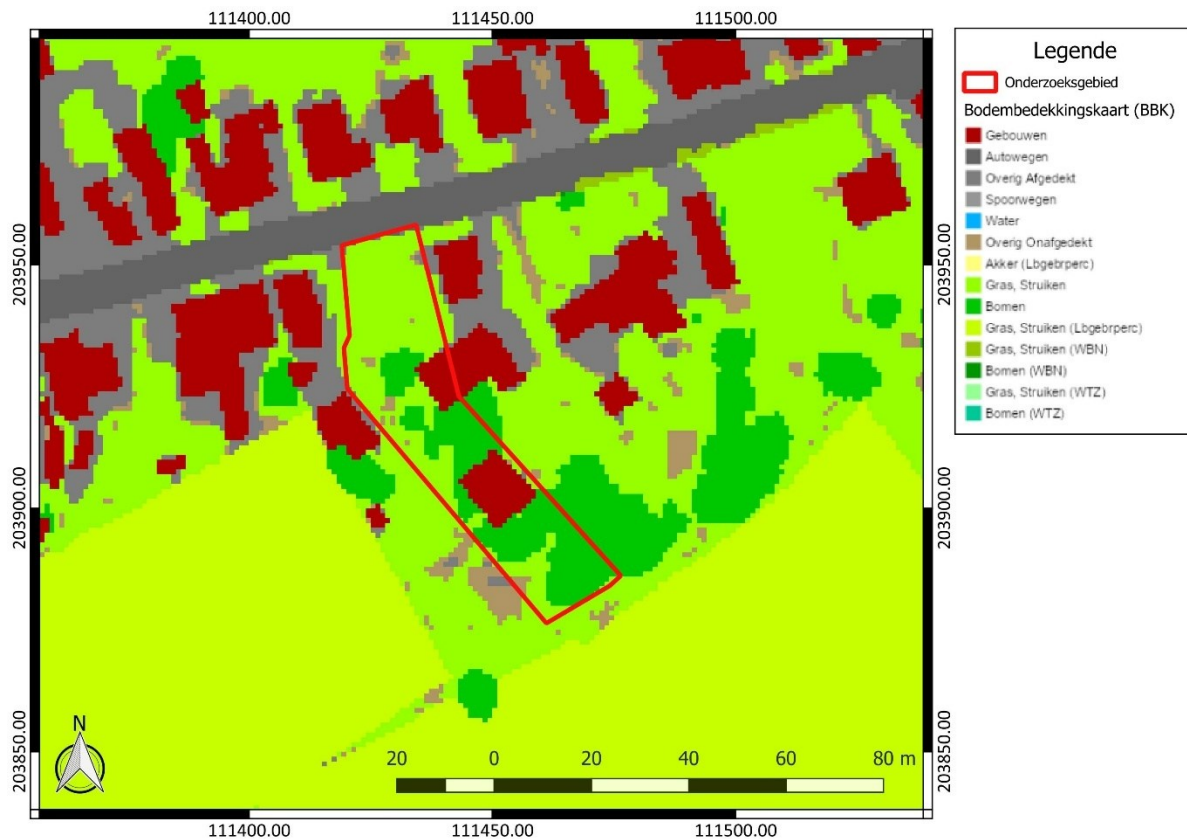 111400.00 111450.00 111500.00
203950.00 203950.00
203900.00 203900.00
203850.00 203850.00
N
20 0 20 40 60 80 m
111400.00 111450.00 111500.00
Legende
Onderzoeksgebied
Bodembedekkingskaart (BBK)
Gebouwen
Autowegen
Overig Afgedekt
Spoorwegen
Water
Overig Onafgedekt
Akker (Lbgebrperc)
Gras, Struiken
Bomen
Gras, Struiken (Lbgebrperc)
Gras, Struiken (WBN)
Bomen (WBN)
Gras, Struiken (WTZ)
Bomen (WTZ)